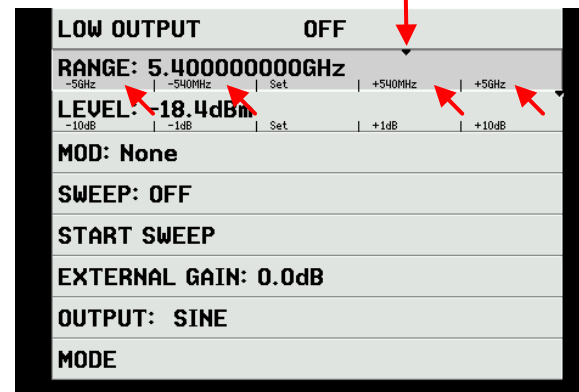 LOW OUTPUT OFF
RANGE: 5.400000000GHz
-5GHz | -540MHz | Set | +540MHz | +5GHz
LEVEL: -18.4dBm
-10dB | -1dB | Set | +1dB | +10dB
MOD: None
SWEEP: OFF
START SWEEP
EXTERNAL GAIN: 0.0dB
OUTPUT: SINE
MODE